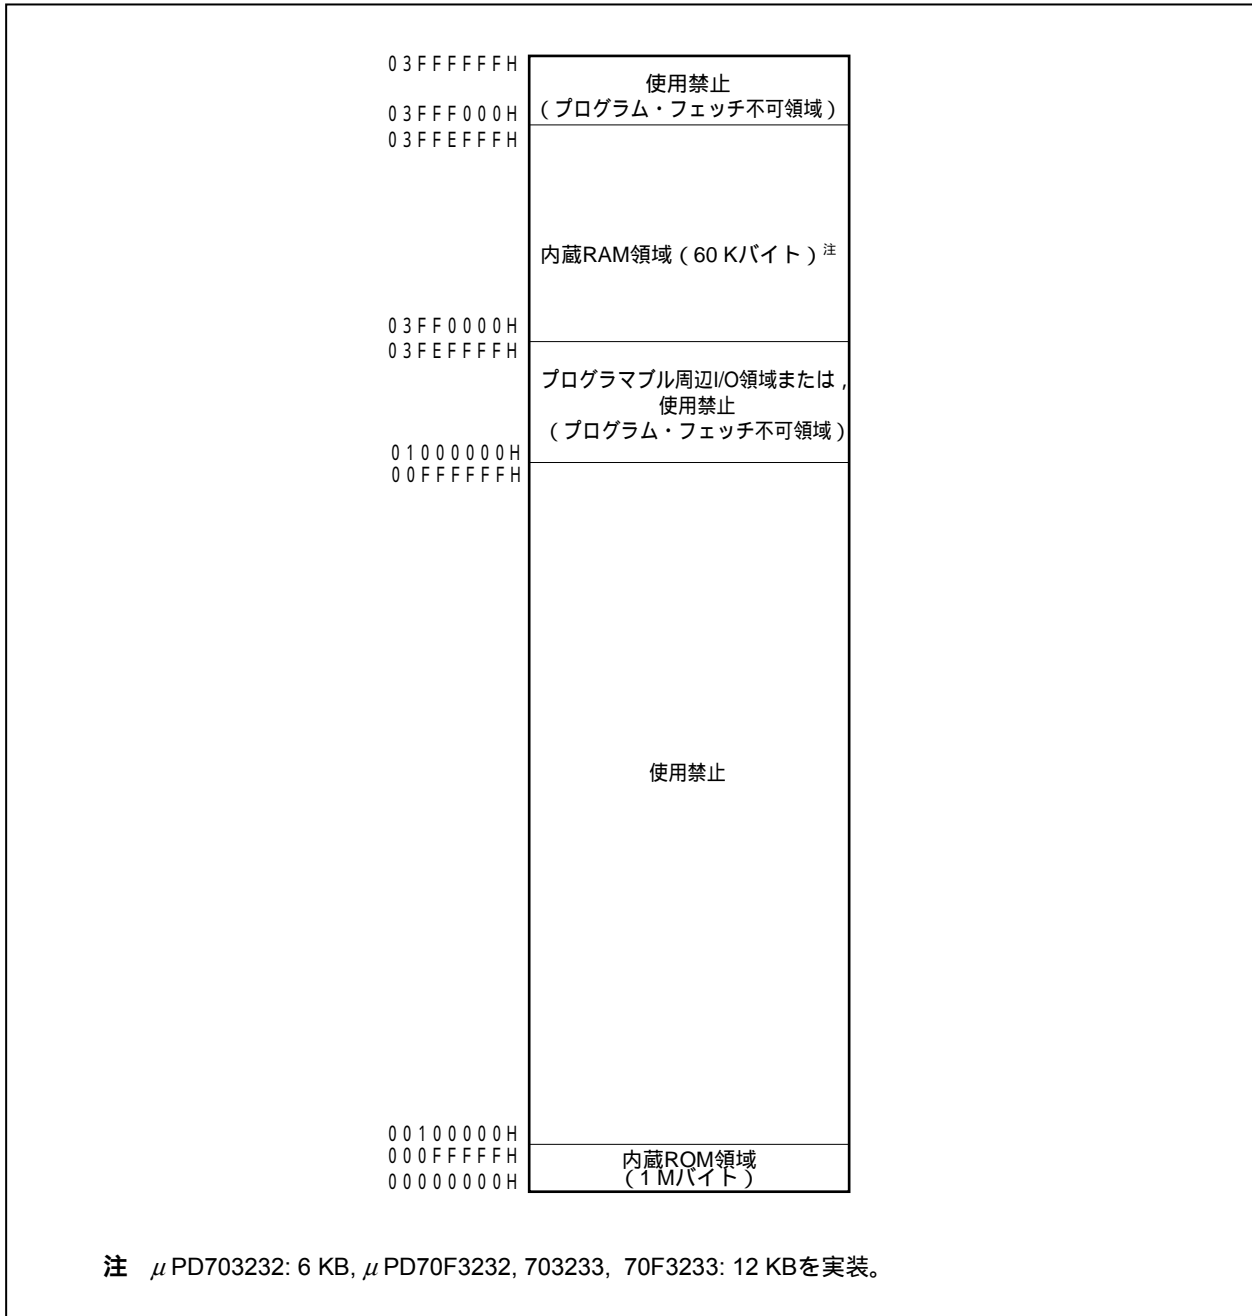 03FFFFFFH
使用禁止
(プログラム・フェッチ不可領域)
03FFF000H
03FFEFFFH
内蔵RAM領域(60 Kバイト)注
03FF0000H
03FEFFFFH
プログラマブル周辺I/O領域または,
使用禁止
(プログラム・フェッチ不可領域)
01000000H
00FFFFFFH
使用禁止
00100000H
000FFFFFH
内蔵ROM領域
(1 Mバイト)
00000000H
注 μPD703232: 6 KB, μPD70F3232, 703233, 70F3233: 12 KBを実装。